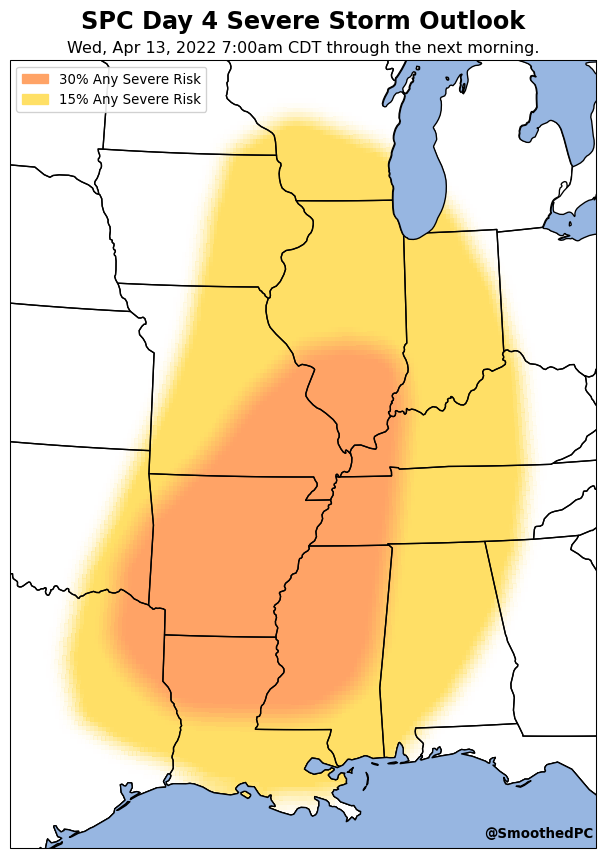 SPC Day 4 Severe Storm Outlook
Wed, Apr 13, 2022 7:00am CDT through the next morning.
30% Any Severe Risk
15% Any Severe Risk
@SmoothedPC